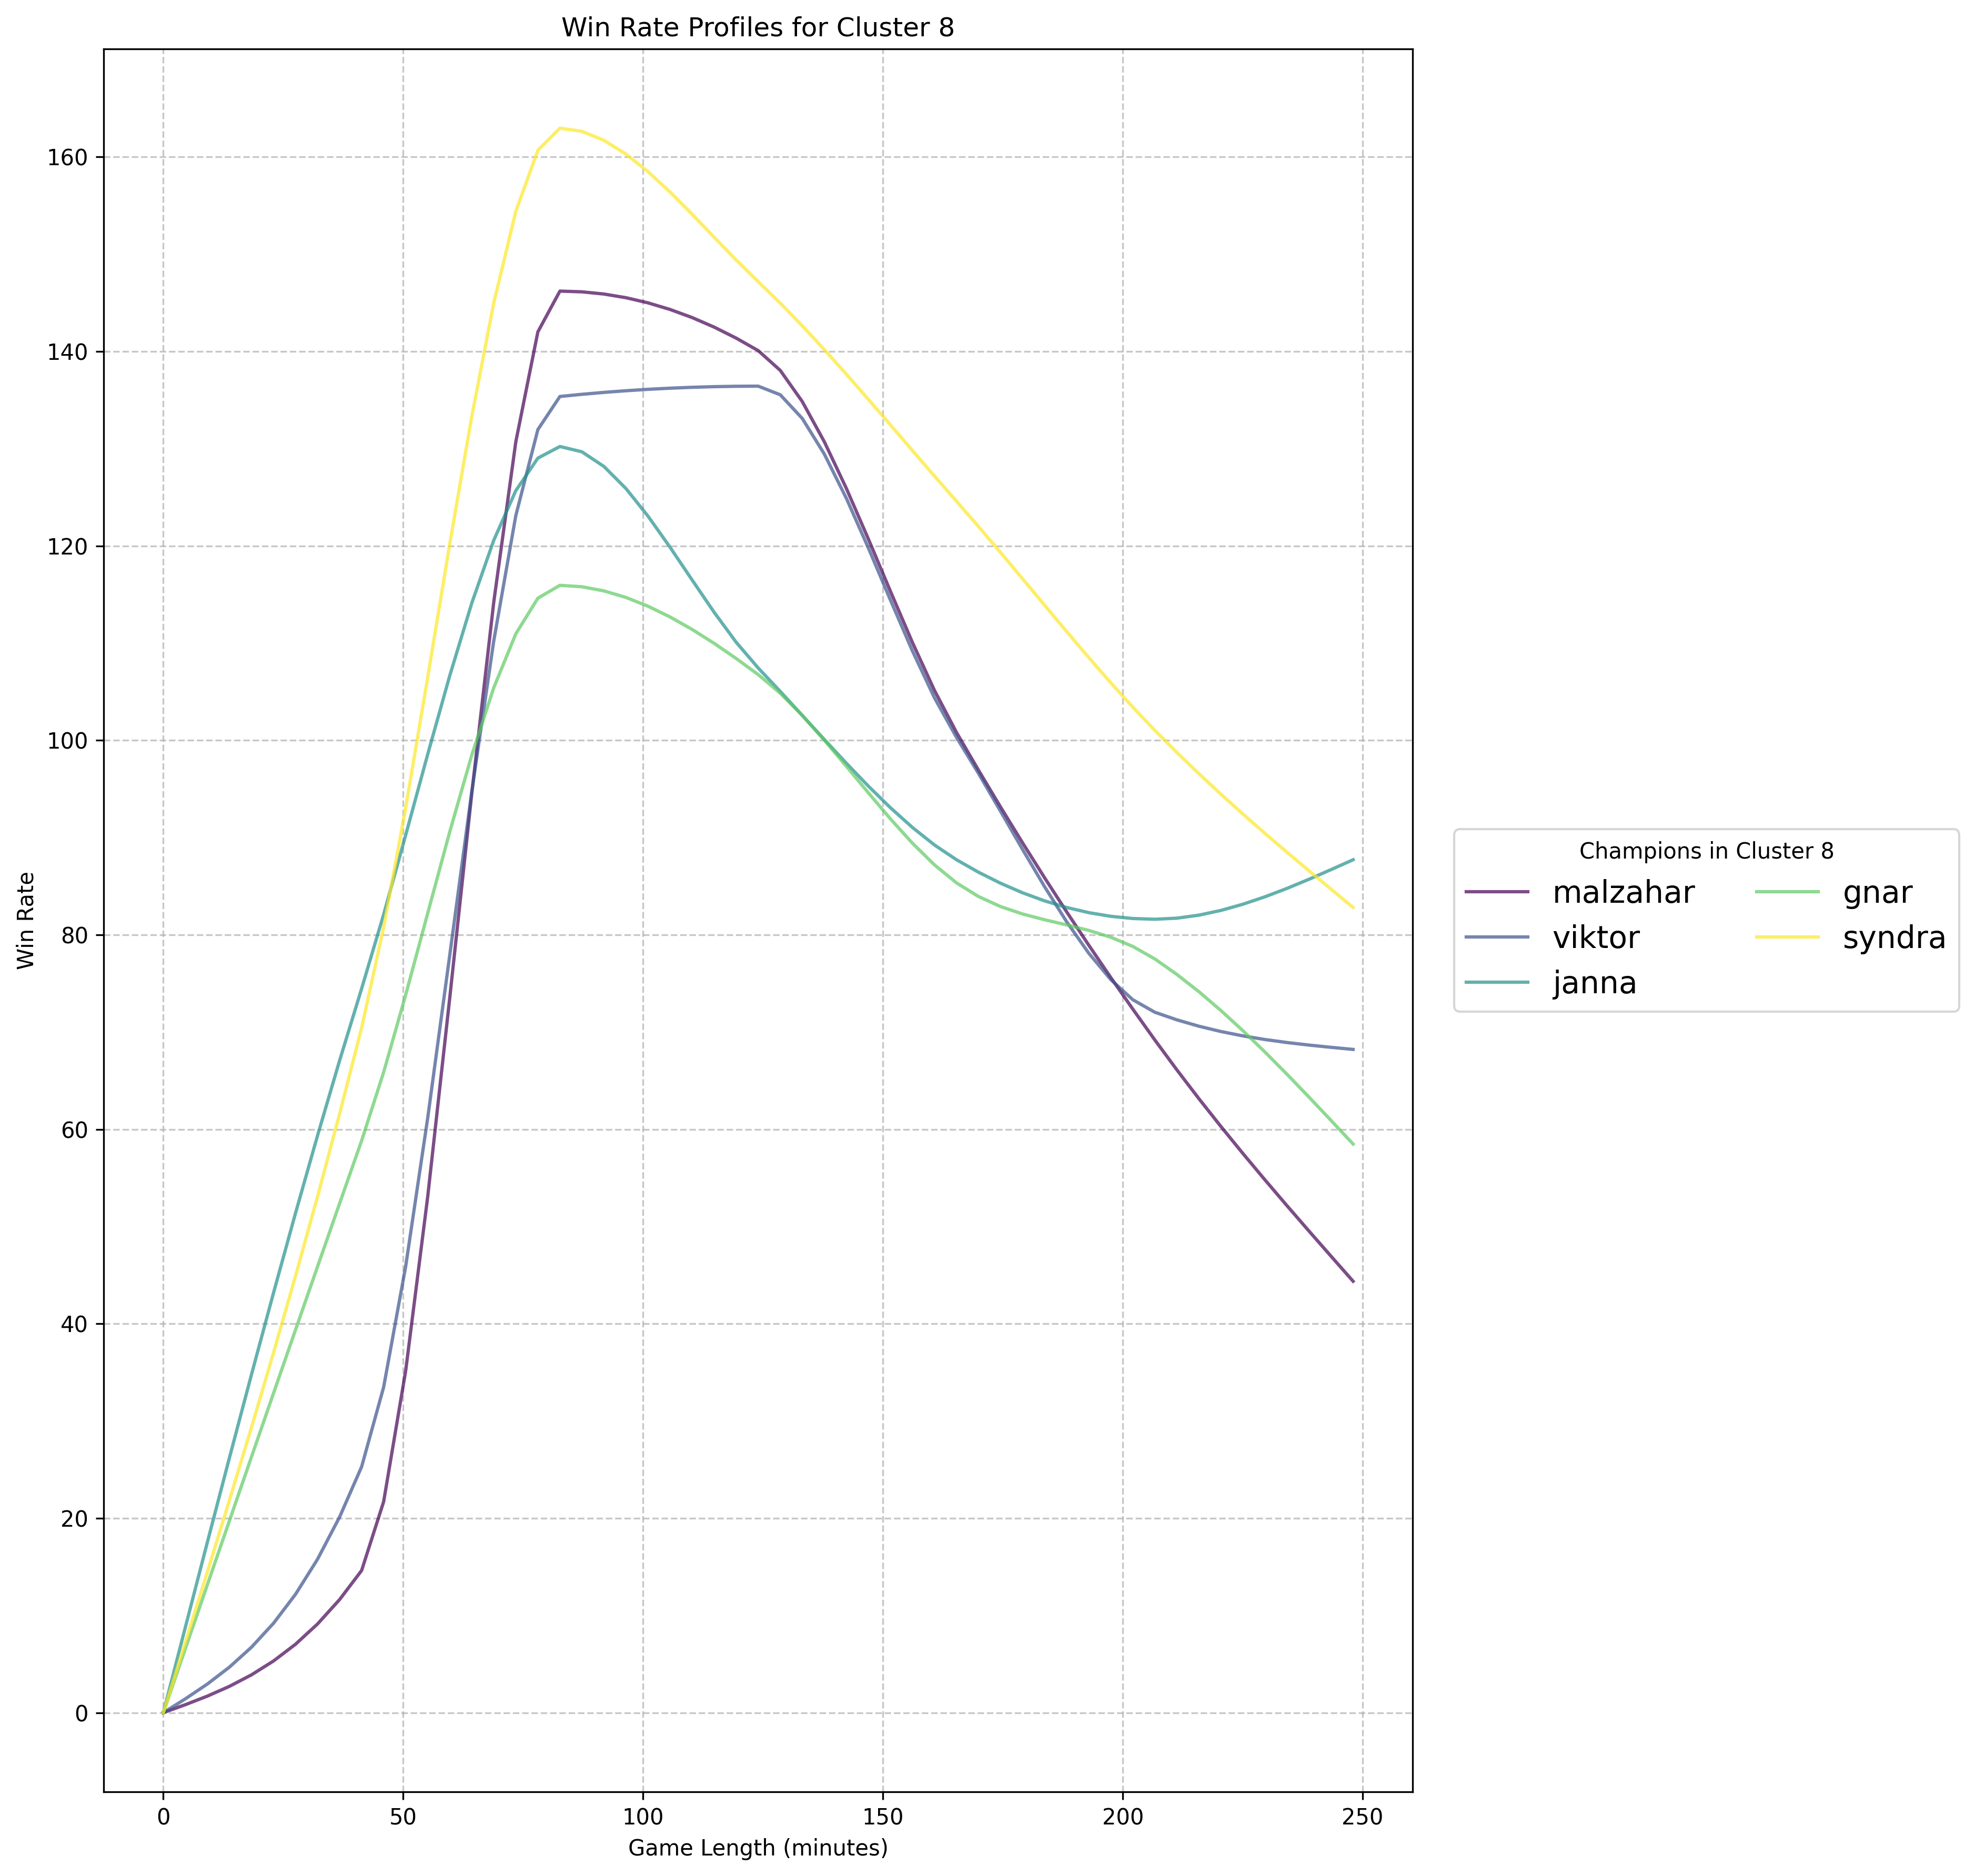 Win Rate Profiles for Cluster 8
160
140
120
100
80
60
40
20
0
Win Rate
0 50 100 150 200 250
Game Length (minutes)
Champions in Cluster 8
malzahar gnar
viktor syndra
janna